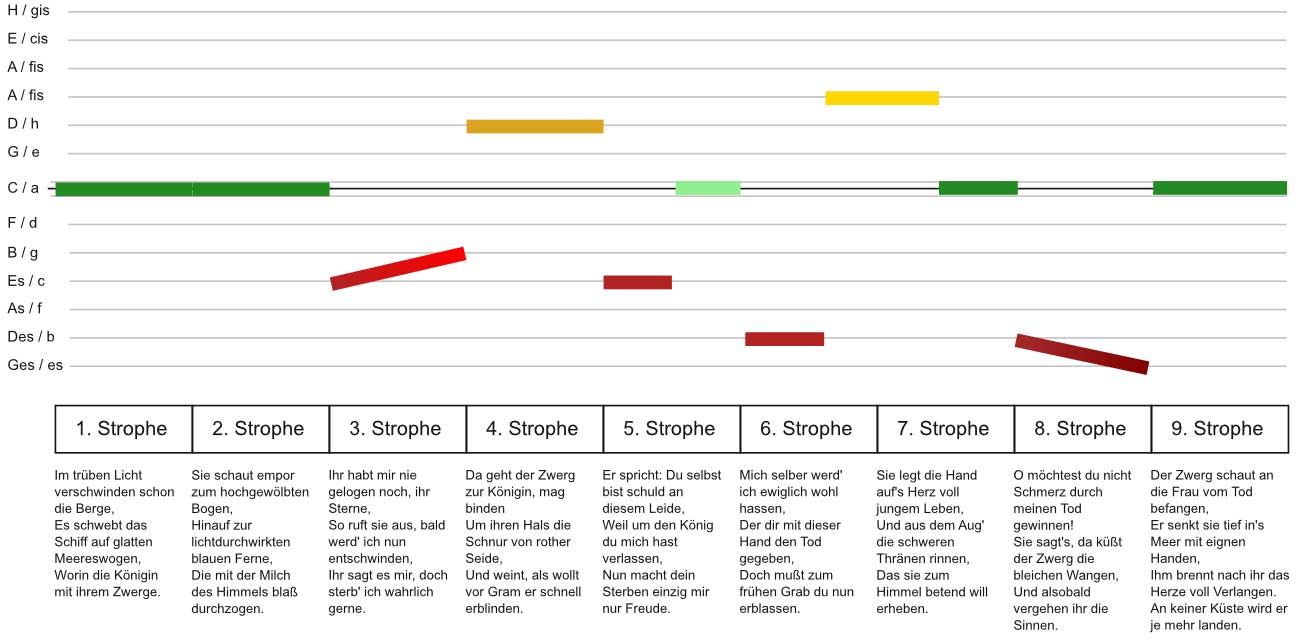 H / gis
E / cis
A / fis
A / fis
D / h
G / e
C / a
F / d
B / g
Es / c
As / f
Des / b
Ges / es
1. Strophe
2. Strophe
3. Strophe
4. Strophe
5. Strophe
6. Strophe
7. Strophe
8. Strophe
9. Strophe
Im trüben Licht
verschwinden schon
die Berge,
Es schwebt das
Schiff auf glatten
Meereswogen,
Worin die Königin
mit ihrem Zwerge.
Sie schaut empor
zum hochgewölbten
Bogen,
Hinauf zur
lichtdurchwirkten
blauen Ferne,
Die mit der Milch
des Himmels blaß
durchzogen.
Ihr habt mir nie
gelogen noch, ihr
Sterne,
So ruft sie aus, bald
werd' ich nun
entschwinden,
Ihr sagt es mir, doch
sterb' ich wahrlich
gerne.
Da geht der Zwerg
zur Königin, mag
binden
Um ihren Hals die
Schnur von rother
Seide,
Und weint, als wollt
vor Gram er schnell
erblinden.
Er spricht: Du selbst
bist schuld an
diesem Leide,
Weil um den König
du mich hast
verlassen,
Nun macht dein
Sterben einzig mir
nur Freude.
Mich selber werd'
ich ewiglich wohl
hassen,
Der dir mit dieser
Hand den Tod
gegeben,
Doch mußt zum
frühen Grab du nun
erblassen.
Sie legt die Hand
auf's Herz voll
jungem Leben,
Und aus dem Aug'
die schweren
Thränen rinnen,
Das sie zum
Himmel betend will
erheben.
O möchtest du nicht
Schmerz durch
meinen Tod
gewinnen!
Sie sagt's, da küßt
der Zwerg die
bleichen Wangen,
Und alsobald
vergehen ihr die
Sinnen.
Der Zwerg schaut an
die Frau vom Tod
befangen,
Er senkt sie tief in's
Meer mit eignen
Handen,
Ihm brennt nach ihr das
Herze voll Verlangen.
An keiner Küste wird er
je mehr landen.